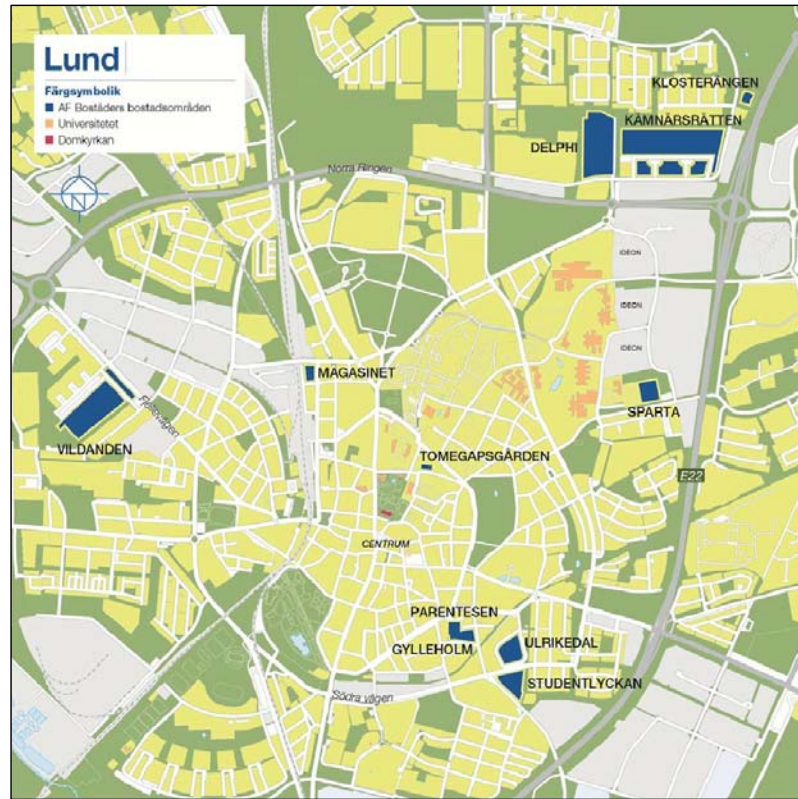 Lund
Färgsymbolik
AF Bostäders bostadsområden
Universitetet
Domkyrkan
N
KLOSTERÄNGEN
KÄMNÄRSRÄTTEN
DELPHI
Norra Ringen
IDEON
IDEON
IDEON
MAGASINET
SPARTA
Fjelievägen
VILDANDEN
TOMEGAPSGÅRDEN
E22
CENTRUM
PARENTESEN
GYLLEHOLM
ULRIKEDAL
STUDENTLYCKAN
Södra vägen